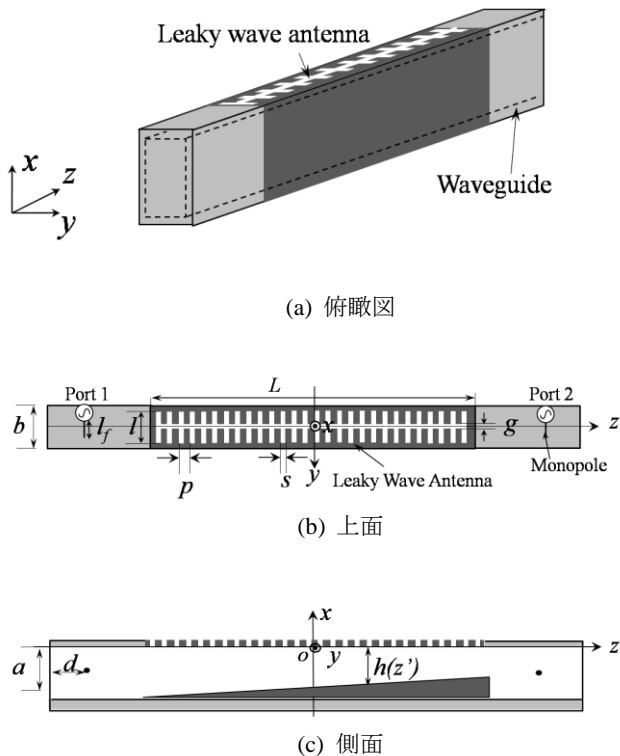 Leaky wave antenna
x
z
y
Waveguide
(a) 俯瞰図
Port 1
L
Port 2
b
l_f
l
x
g
z
p
s
y
Leaky Wave Antenna
Monopole
(b) 上面
x
a
d
o
y
h(z')
z
(c) 側面